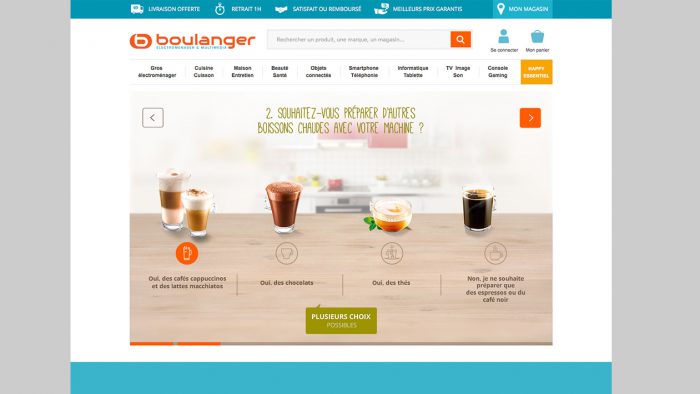 LIVRAISON OFFERTE
RETRAIT 1H
SATISFAIT OU REMBOURSÉ
MEILLEURS PRIX GARANTIS
MON MAGASIN
boulanger
ELECTROMENAGER & MULTIMEDIA
Rechercher un produit, une marque, un magasin...
Se connecter
Mon panier
Gros
électroménager
Cuisine
Cuisson
Maison
Entretien
Beauté
Santé
Objets
connectés
Smartphone
Téléphonie
Informatique
Tablette
TV Image
Son
Console
Gaming
HAPPY
ESSENTIEL
2. SOUHAITEZ-VOUS PRÉPARER D'AUTRES
BOISSONS CHAUDES AVEC VOTRE MACHINE ?
Oui, des cafés cappuccinos
et des lattes macchiatos
Oui, des chocolats
Oui, des thés
Non, je ne souhaite
préparer que
des espressos ou du
café noir
PLUSIEURS CHOIX
POSSIBLES